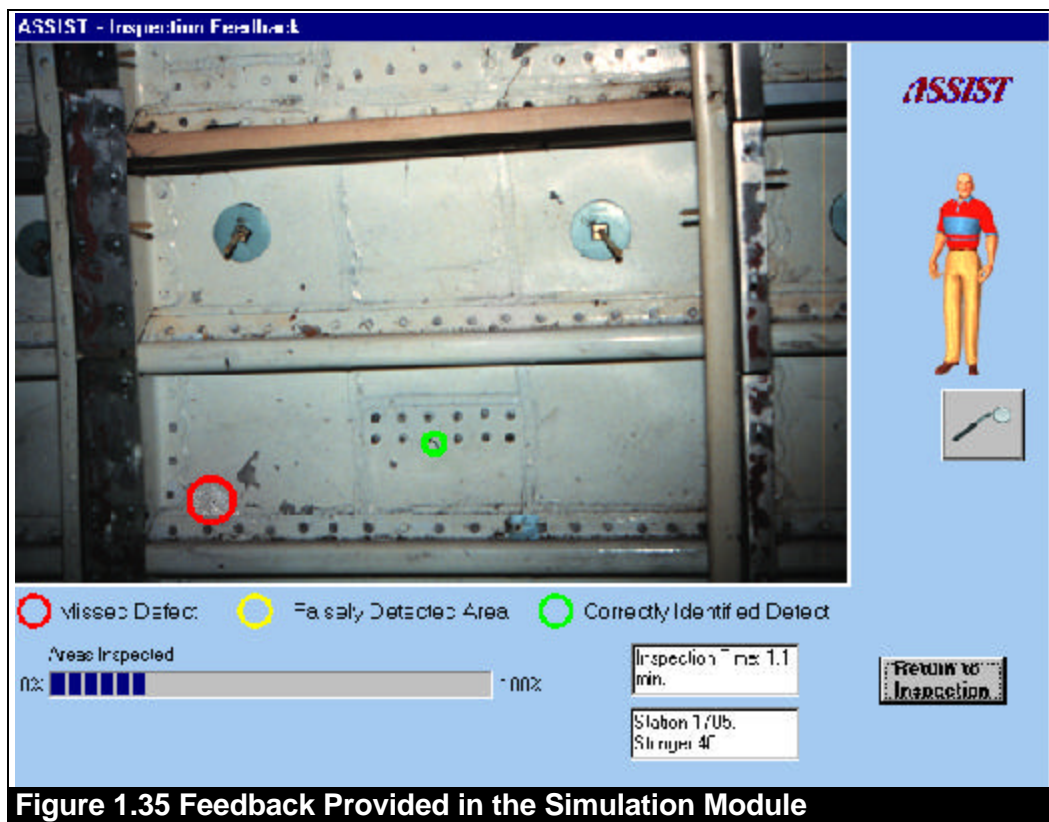 ASSIST - Inspection Feedback
ASSIST
Missed Defect
Falsely Detected Area
Correctly Identified Defect
Areas Inspected
0%
100%
Inspection Time: 1.1
min.
Station 1705.
Stringer 40
Return to
Inspection
Figure 1.35 Feedback Provided in the Simulation Module